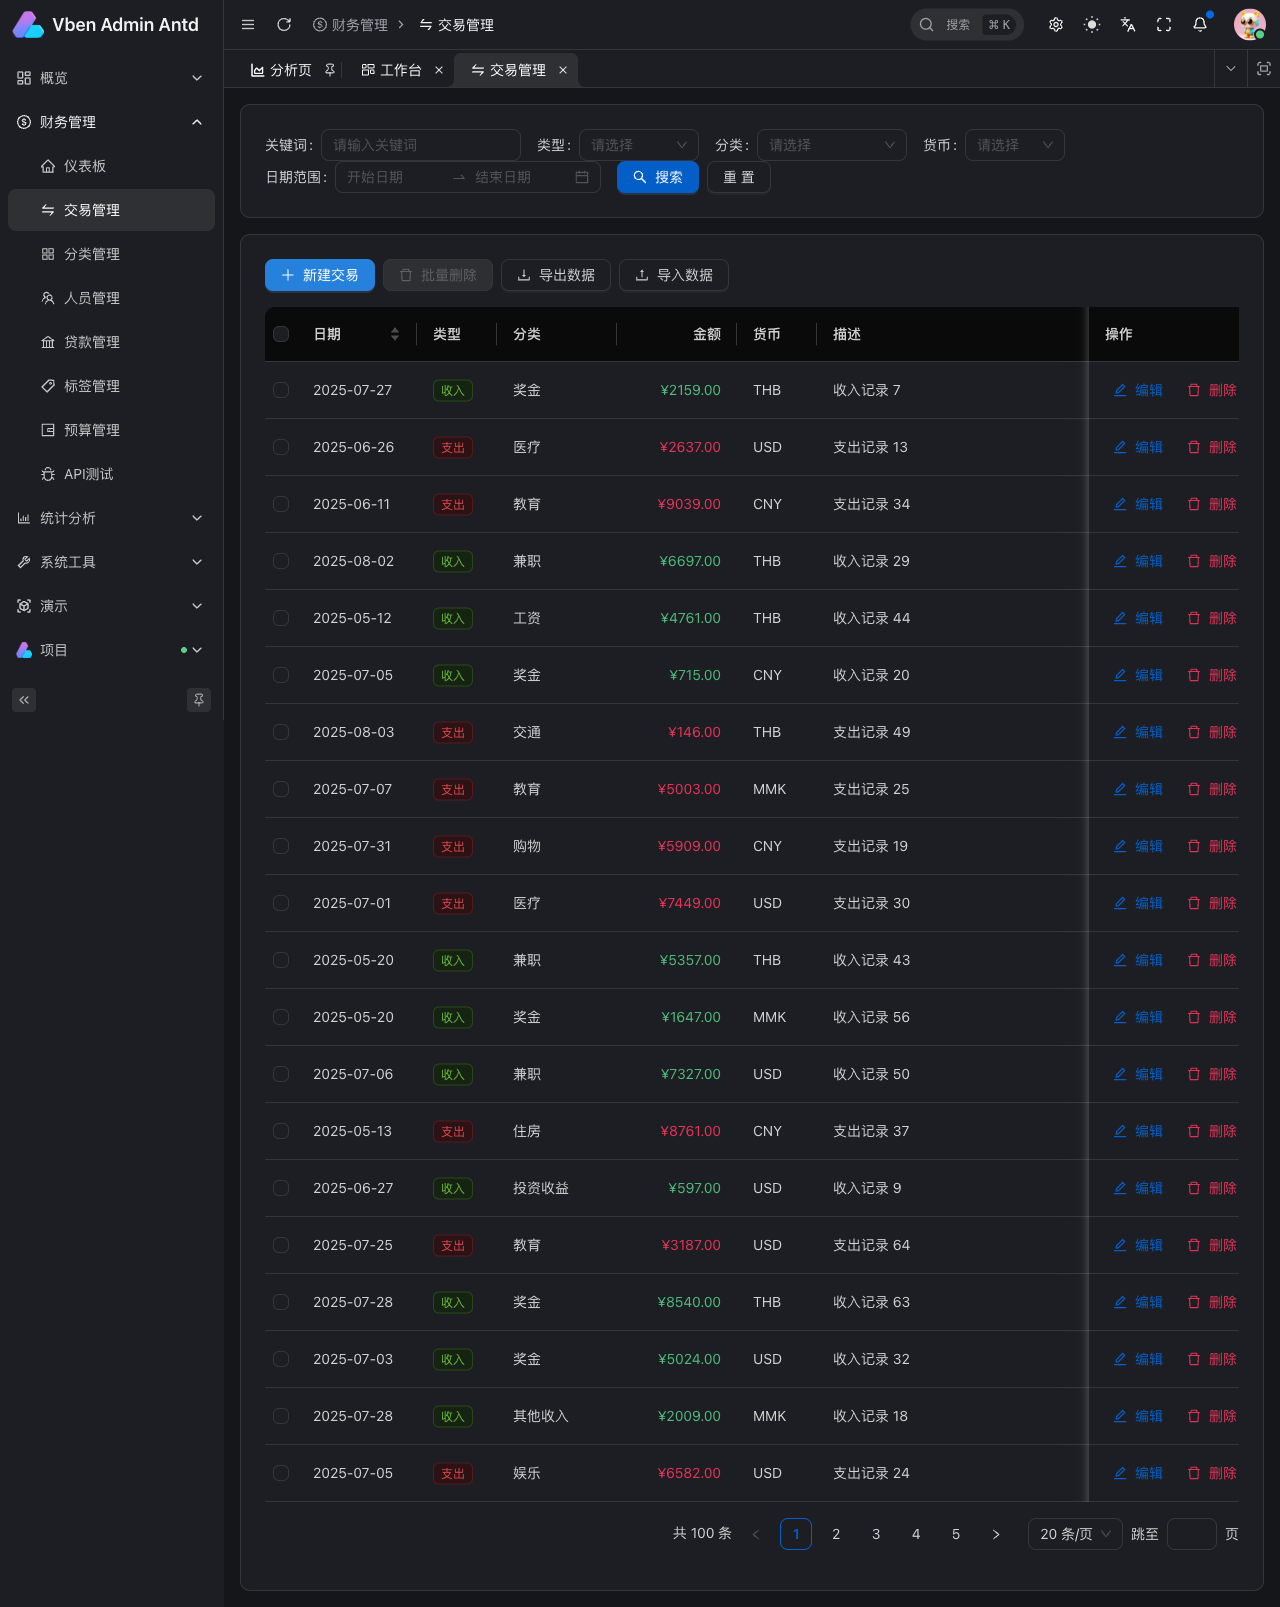 Vben Admin Antd
财务管理 > 交易管理
搜索 ⌘ K
概览
财务管理
仪表板
交易管理
分类管理
人员管理
贷款管理
标签管理
预算管理
API测试
统计分析
系统工具
演示
项目
分析页 工作台 交易管理
关键词: 请输入关键词 类型: 请选择 分类: 请选择 货币: 请选择
日期范围: 开始日期 → 结束日期 搜索 重 置
新建交易 批量删除 导出数据 导入数据
日期 类型 分类 金额 货币 描述 操作
2025-07-27 收入 奖金 ¥2159.00 THB 收入记录 7 编辑 删除
2025-06-26 支出 医疗 ¥2637.00 USD 支出记录 13 编辑 删除
2025-06-11 支出 教育 ¥9039.00 CNY 支出记录 34 编辑 删除
2025-08-02 收入 兼职 ¥6697.00 THB 收入记录 29 编辑 删除
2025-05-12 收入 工资 ¥4761.00 THB 收入记录 44 编辑 删除
2025-07-05 收入 奖金 ¥715.00 CNY 收入记录 20 编辑 删除
2025-08-03 支出 交通 ¥146.00 THB 支出记录 49 编辑 删除
2025-07-07 支出 教育 ¥5003.00 MMK 支出记录 25 编辑 删除
2025-07-31 支出 购物 ¥5909.00 CNY 支出记录 19 编辑 删除
2025-07-01 支出 医疗 ¥7449.00 USD 支出记录 30 编辑 删除
2025-05-20 收入 兼职 ¥5357.00 THB 收入记录 43 编辑 删除
2025-05-20 收入 奖金 ¥1647.00 MMK 收入记录 56 编辑 删除
2025-07-06 收入 兼职 ¥7327.00 USD 收入记录 50 编辑 删除
2025-05-13 支出 住房 ¥8761.00 CNY 支出记录 37 编辑 删除
2025-06-27 收入 投资收益 ¥597.00 USD 收入记录 9 编辑 删除
2025-07-25 支出 教育 ¥3187.00 USD 支出记录 64 编辑 删除
2025-07-28 收入 奖金 ¥8540.00 THB 收入记录 63 编辑 删除
2025-07-03 收入 奖金 ¥5024.00 USD 收入记录 32 编辑 删除
2025-07-28 收入 其他收入 ¥2009.00 MMK 收入记录 18 编辑 删除
2025-07-05 支出 娱乐 ¥6582.00 USD 支出记录 24 编辑 删除
共 100 条 < 1 2 3 4 5 > 20 条/页 跳至 页